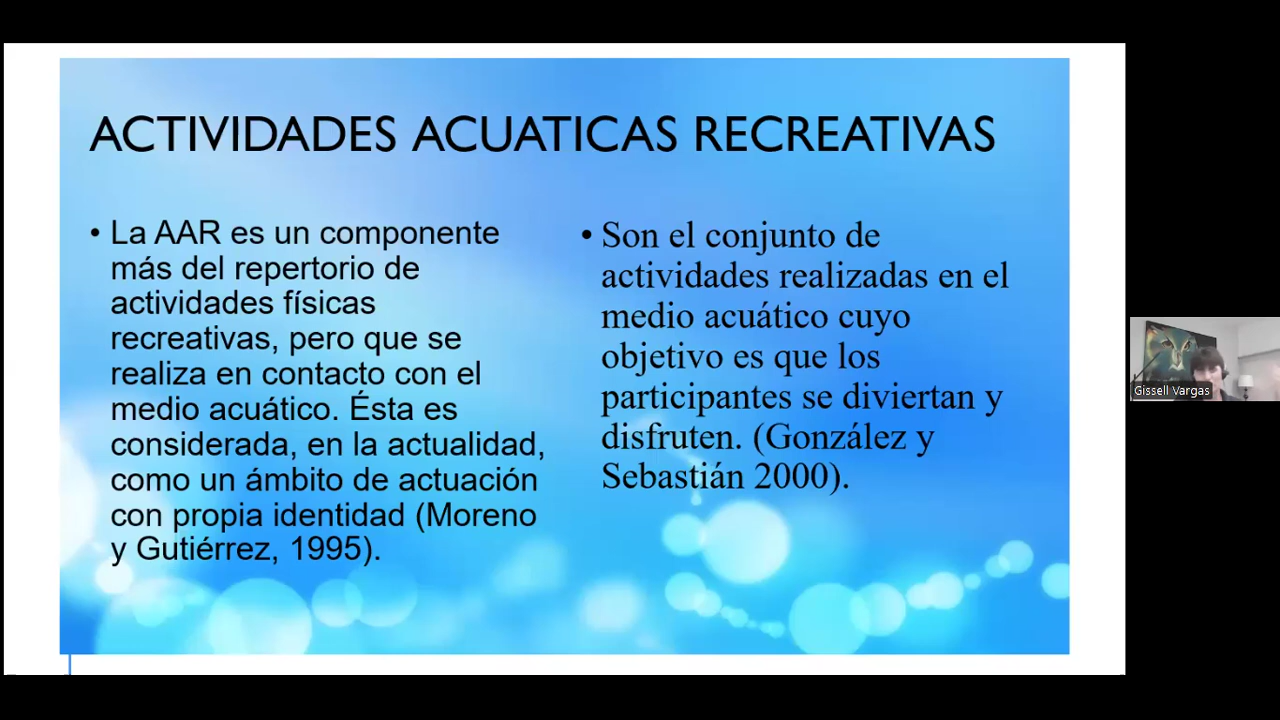 ACTIVIDADES ACUATICAS RECREATIVAS
• La AAR es un componente
más del repertorio de
actividades físicas
recreativas, pero que se
realiza en contacto con el
medio acuático. Ésta es
considerada, en la actualidad,
como un ámbito de actuación
con propia identidad (Moreno
y Gutiérrez, 1995).
• Son el conjunto de
actividades realizadas en el
medio acuático cuyo
objetivo es que los
participantes se diviertan y
disfruten. (González y
Sebastián 2000).
Gissell Vargas